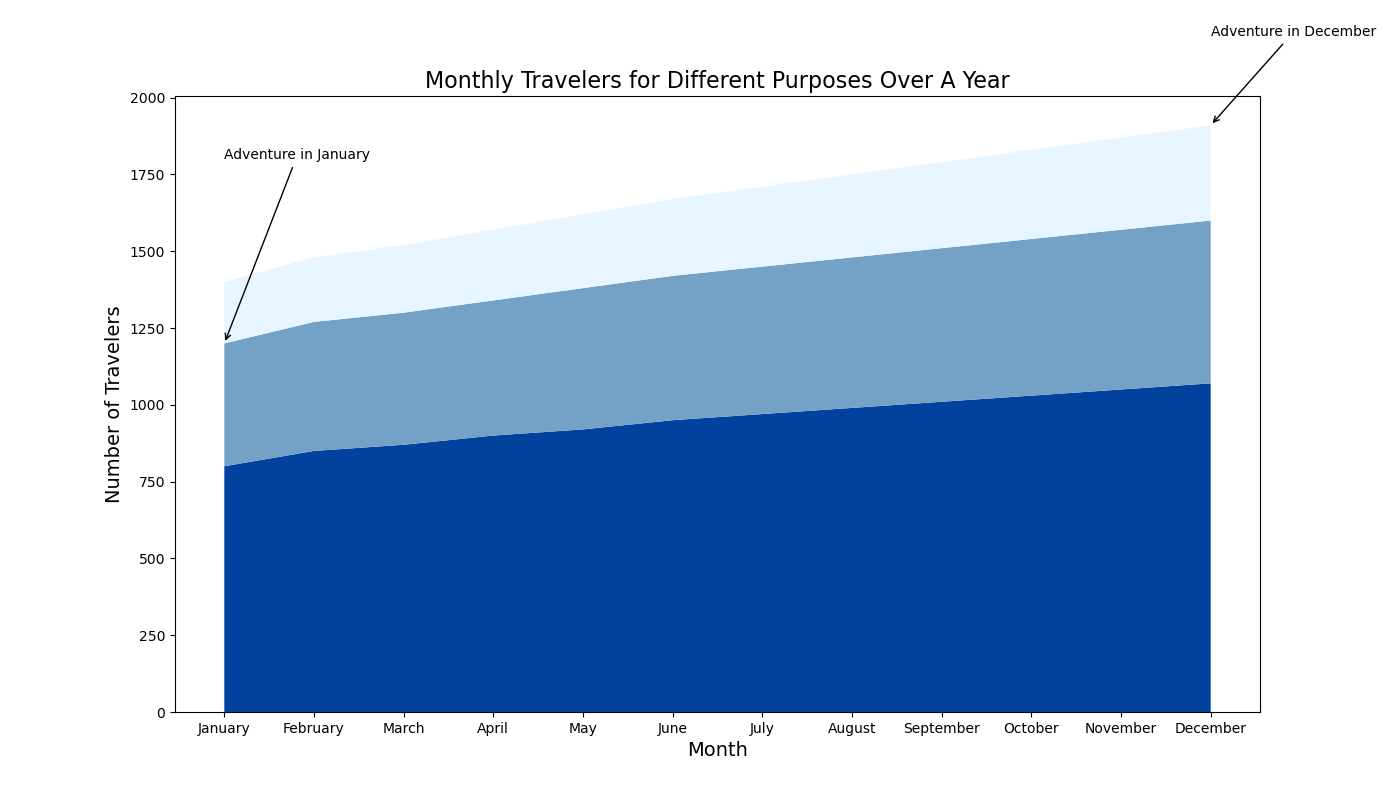 Adventure in December
Monthly Travelers for Different Purposes Over A Year
Adventure in January
Number of Travelers
2000
1750
1500
1250
1000
750
500
250
0
January February March April May June July August September October November December
Month